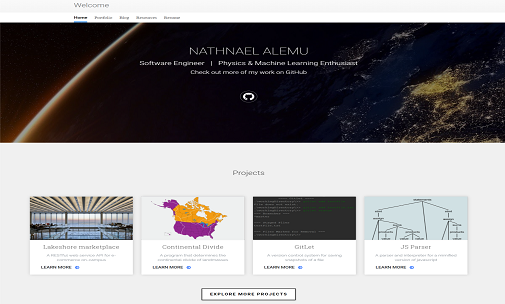 Welcome
Home Portfolio Blog Resources Resume
NATHNAEL ALEMU
Software Engineer | Physics & Machine Learning Enthusiast
Check out more of my work on GitHub
Projects
Lakeshore marketplace
A RESTful web service API for e-
commerce on campus
LEARN MORE
Continental Divide
A program that determines the
continental divide of
LEARN MORE
GitLet
A version control system for saving
snapshots of a file
LEARN MORE
JS Parser
A parser and interpreter for a minified
version of javascript
LEARN MORE
EXPLORE MORE PROJECTS